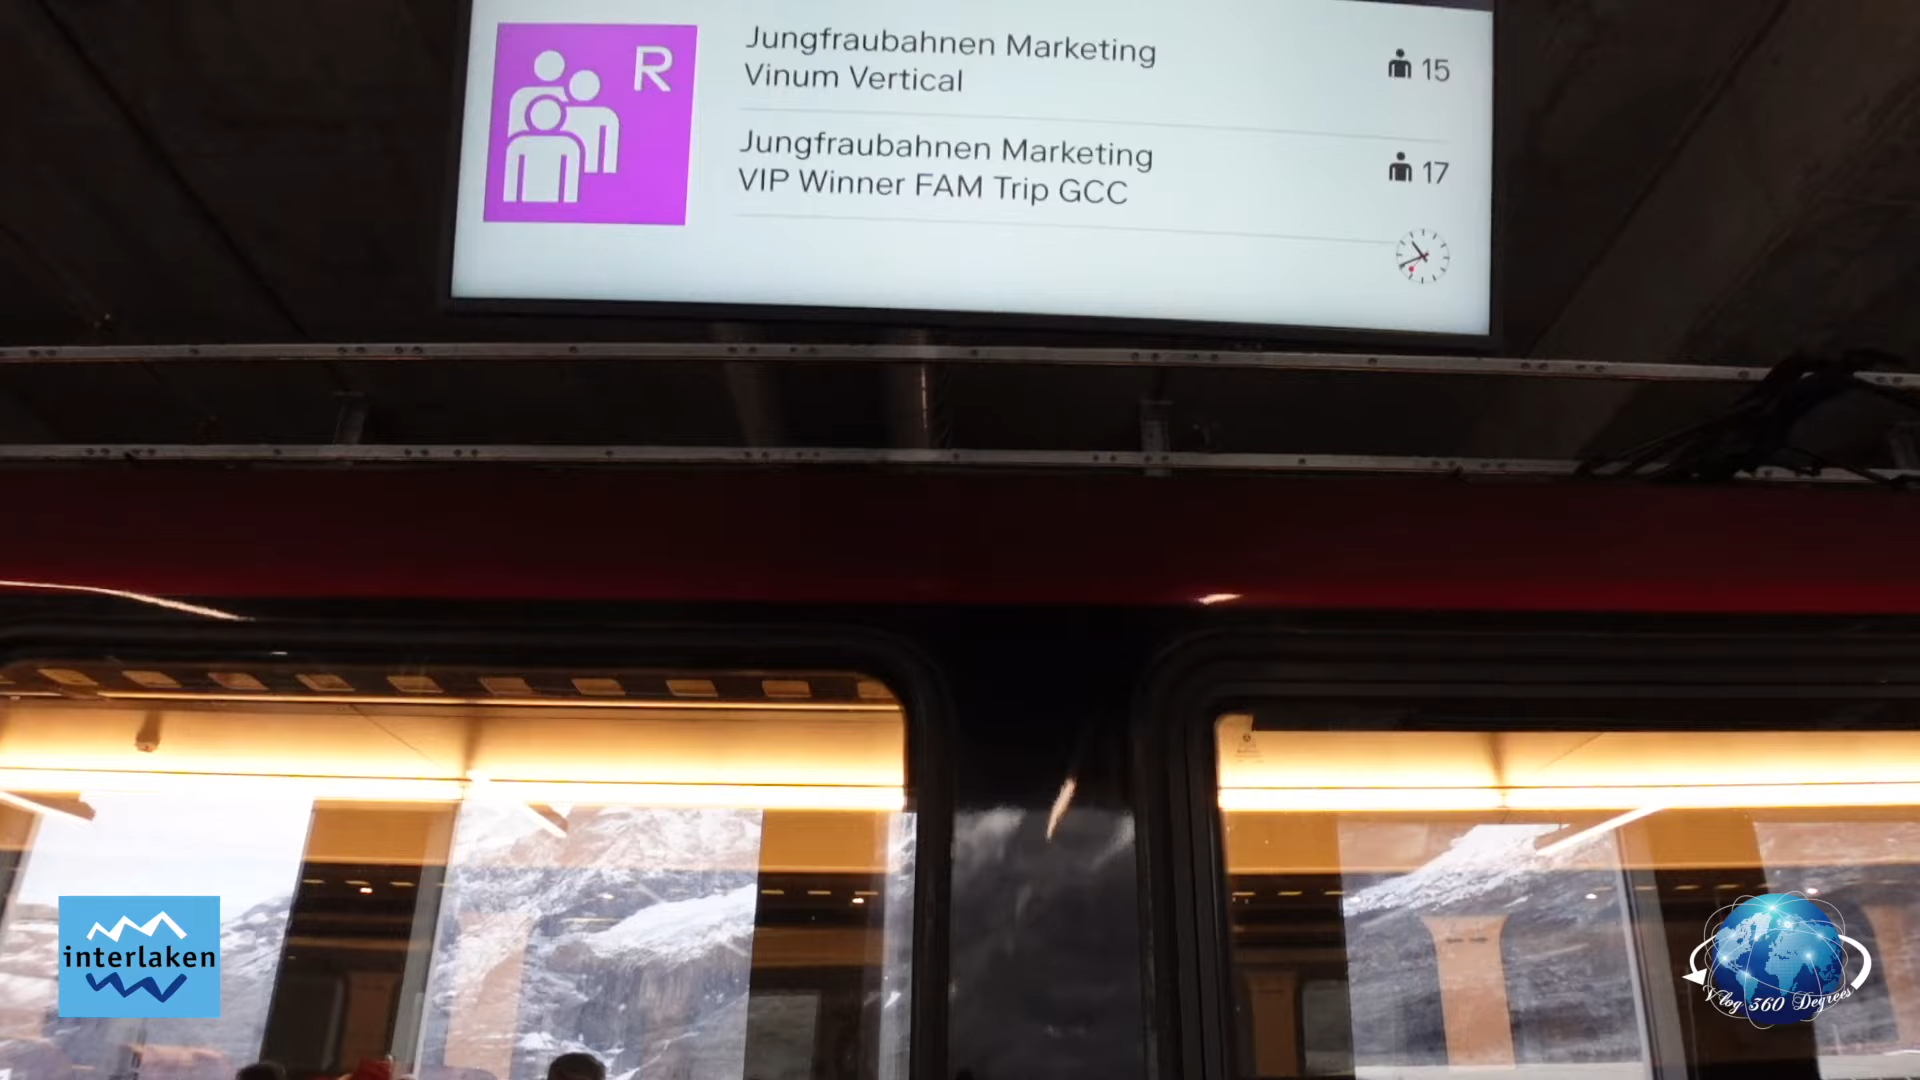 R
Jungfraubahnen Marketing
Vinum Vertical
15
Jungfraubahnen Marketing
VIP Winner FAM Trip GCC
17
interlaken
Vlog 360 Degrees